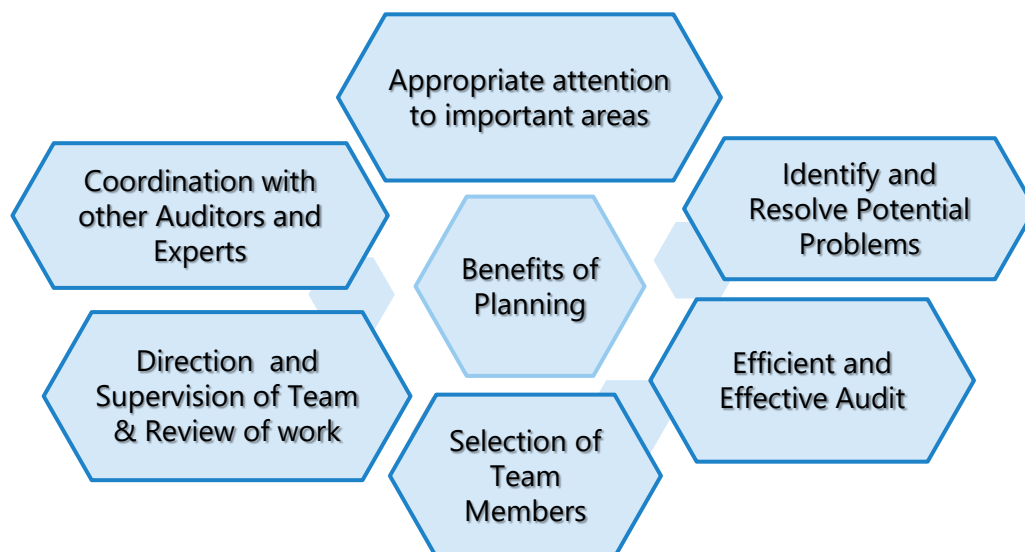 Appropriate attention
to important areas
Coordination with
other Auditors and
Experts
Identify and
Resolve Potential
Problems
Benefits of
Planning
Direction and
Supervision of Team
& Review of work
Efficient and
Effective Audit
Selection of
Team
Members